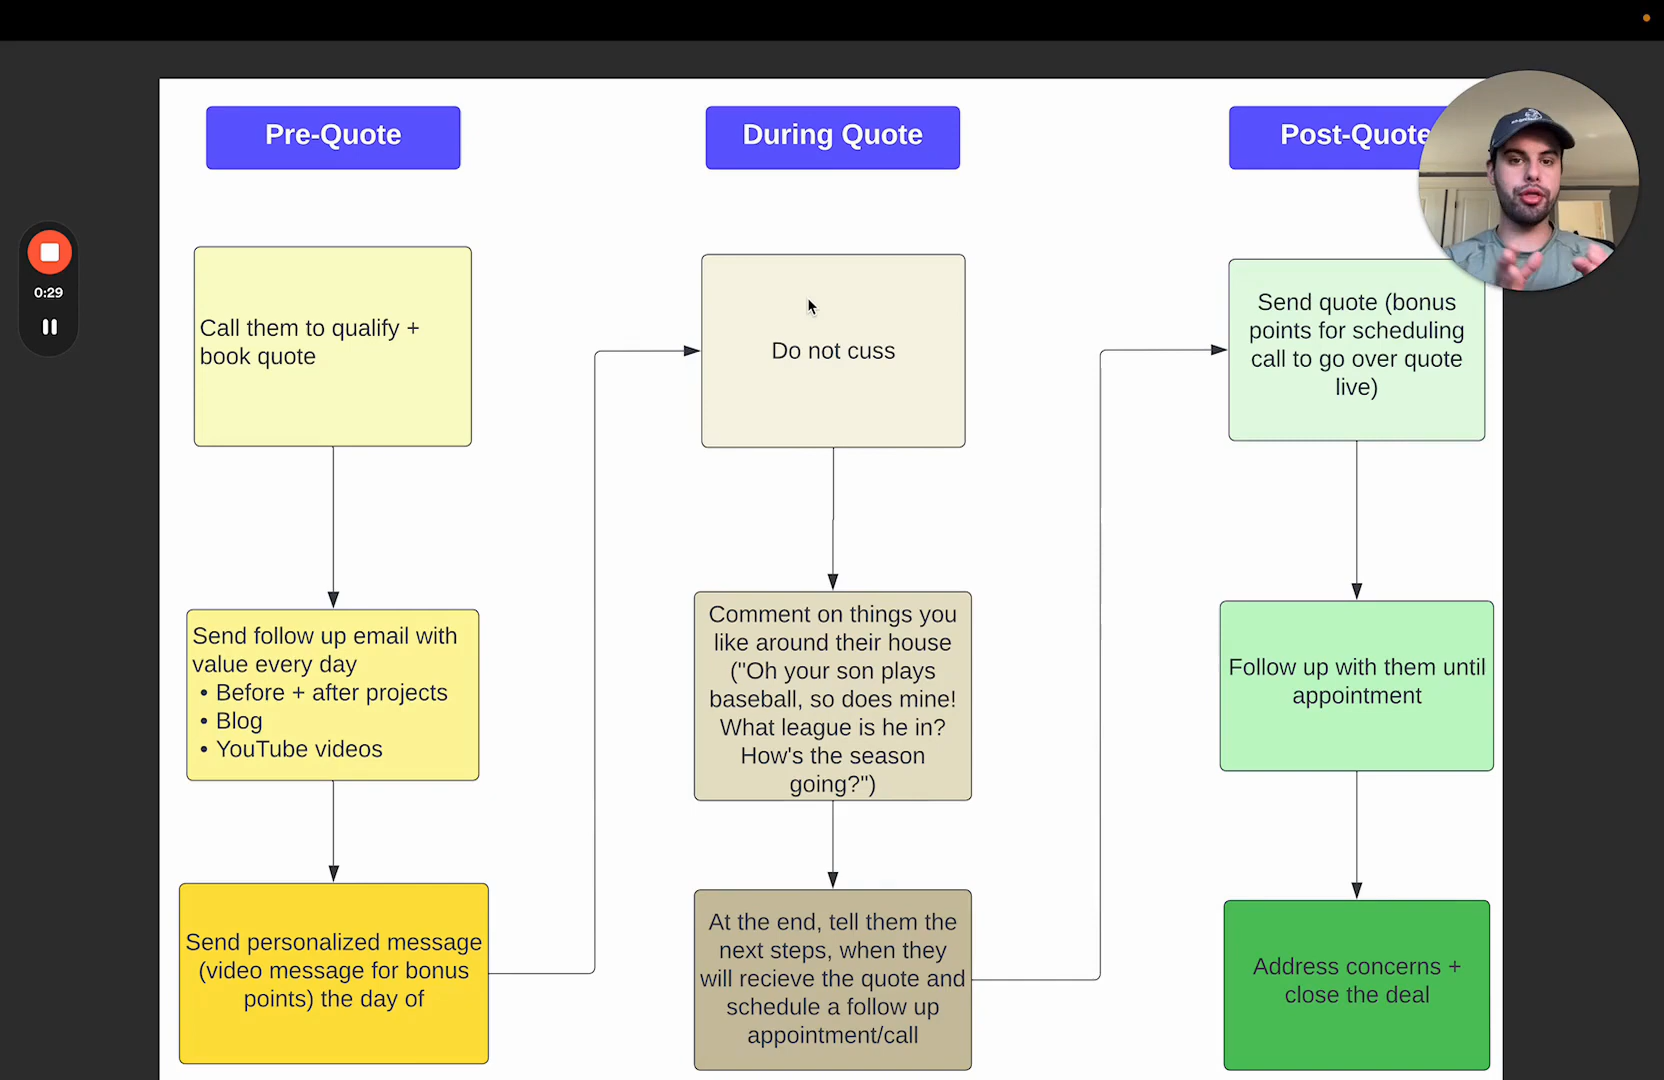 Pre-Quote
During Quote
Post-Quote
0:29
Call them to qualify +
book quote
Send follow up email with
value every day
• Before + after projects
• Blog
• YouTube videos
Send personalized message
(video message for bonus
points) the day of
Do not cuss
Comment on things you
like around their house
("Oh your son plays
baseball, so does mine!
What league is he in?
How's the season
going?")
At the end, tell them the
next steps, when they
will recieve the quote and
schedule a follow up
appointment/call
Send quote (bonus
points for scheduling
call to go over quote
live)
Follow up with them until
appointment
Address concerns +
close the deal